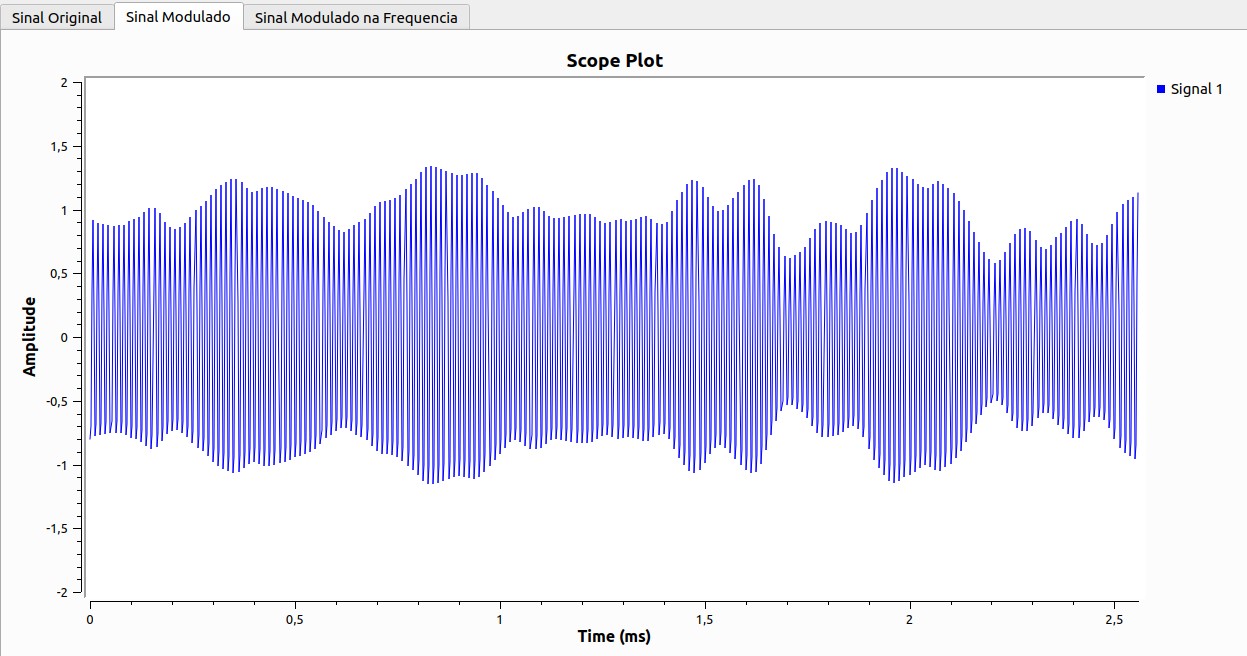 Sinal Original
Sinal Modulado
Sinal Modulado na Frequencia
Scope Plot
Signal 1
Amplitude
2
1,5
1
0,5
0
-0,5
-1
-1,5
-2
0
0,5
1
1,5
2
2,5
Time (ms)